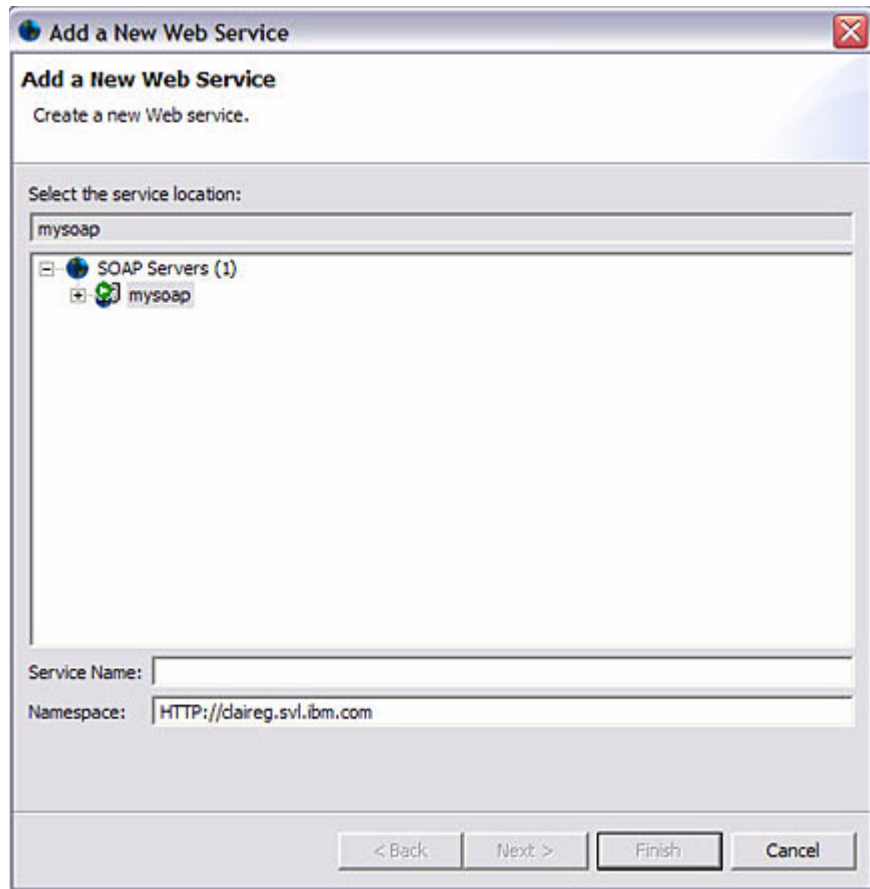 Add a New Web Service
Add a New Web Service
Create a new Web service.
Select the service location:
mysoap
SOAP Servers (1)
mysoap
Service Name:
Namespace: HTTP://claireg.svl.ibm.com
< Back Next > Finish Cancel